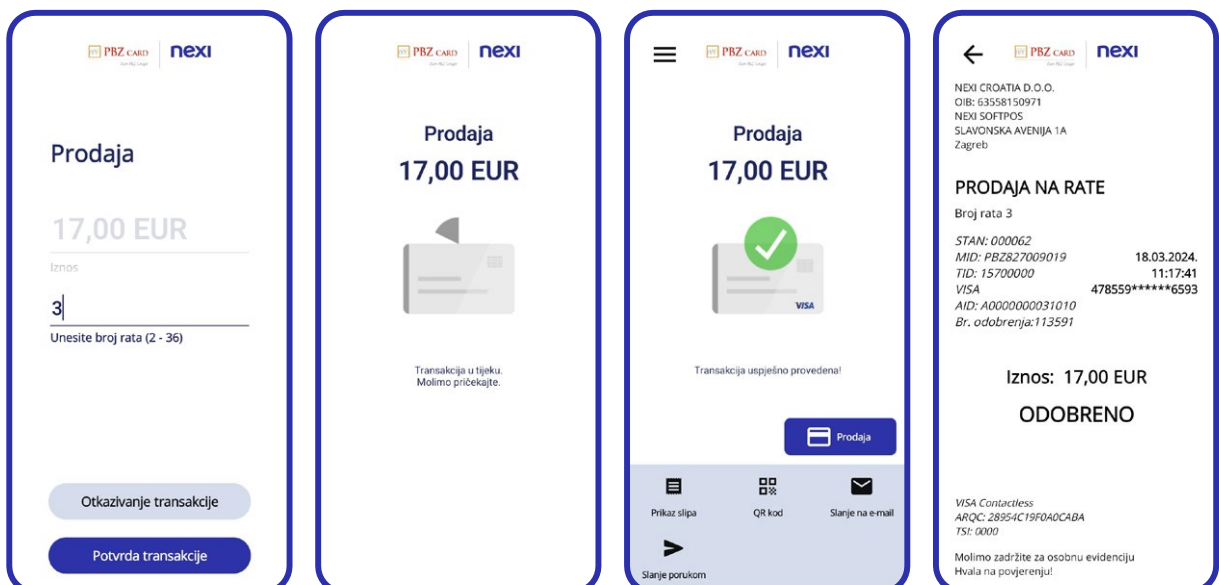 PBZ CARD
nexi
Prodaja
17,00 EUR
Iznos
3
Unesite broj rata (2 - 36)
Otkazivanje transakcije
Potvrda transakcije
PBZ CARD
nexi
Prodaja
17,00 EUR
Transakcija u tijeku.
Molimo pričekajte.
PBZ CARD
nexi
Prodaja
17,00 EUR
VISA
Transakcija uspješno provedena!
Prodaja
Prikaz slipa
QR kod
Slanje na e-mail
Slanje porukom
PBZ CARD
nexi
NEXI CROATIA D.O.O.
OIB: 63558150971
NEXI SOFTPOS
SLAVONSKA AVENIJA 1A
Zagreb
PRODAJA NA RATE
Broj rata 3
STAN: 000062
MID: PBZ827009019 18.03.2024.
TID: 15700000 11:17:41
VISA 478559******6593
AID: A0000000031010
Br. odobrenja:113591
Iznos: 17,00 EUR
ODOBRENO
VISA Contactless
ARQC: 28954C19F0A0CABA
TSI: 0000
Molimo zadržite za osobnu evidenciju
Hvala na povjerenju!